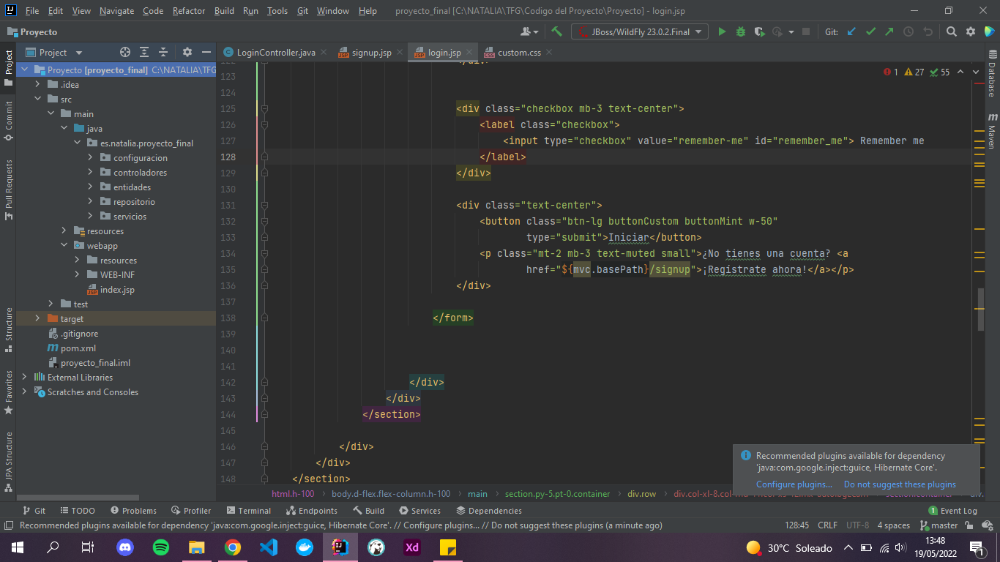 File Edit View Navigate Code Refactor Build Run Tools Git Window Help proyecto_final [C:\NATALIA\TFG\Codigo del Proyecto\Proyecto] - login.jsp
Proyecto
JBoss/WildFly 23.0.2.Final
Git:
Project
LoginController.java
signup.jsp
login.jsp
custom.css
Proyecto [proyecto_final] C:\NATALIA\TFG
.idea
src
main
java
es.natalia.proyecto_final
configuracion
controladores
entidades
repositorio
servicios
resources
webapp
resources
WEB-INF
index.jsp
test
target
.gitignore
pom.xml
proyecto_final.iml
External Libraries
Scratches and Consoles
Project
Commit
Pull Requests
Structure
Favorites
JPA Structure
1 27 55
123
124
125 <div class="checkbox mb-3 text-center">
126 <label class="checkbox">
127 <input type="checkbox" value="remember-me" id="remember_me"> Remember me
128 </label>
129 </div>
130
131 <div class="text-center">
132 <button class="btn-lg buttonCustom buttonMint w-50"
133 type="submit">Iniciar</button>
134 <p class="mt-2 mb-3 text-muted small">¿No tienes una cuenta? <a
135 href="${mvc.basePath}/signup">¡Registrate ahora!</a></p>
136 </div>
137
138 </form>
139
140
141
142 </div>
143 </div>
144 </section>
145
146 </div>
147 </div>
148 </section>
Database
Maven
Recommended plugins available for dependency
'java:com.google.inject:guice, Hibernate Core'.
Configure plugins... Do not suggest these plugins
html.h-100 body.d-flex.flex-column.h-100 main section.py-5.pt-0.container div.row
Git TODO Problems Profiler Terminal Endpoints Build Services Dependencies 1 Event Log
Recommended plugins available for dependency 'java:com.google.inject:guice, Hibernate Core'. // Configure plugins... // Do not suggest these plugins (a minute ago)
128:45 CRLF UTF-8 4 spaces master
Xd
30°C Soleado
13:48
19/05/2022
1